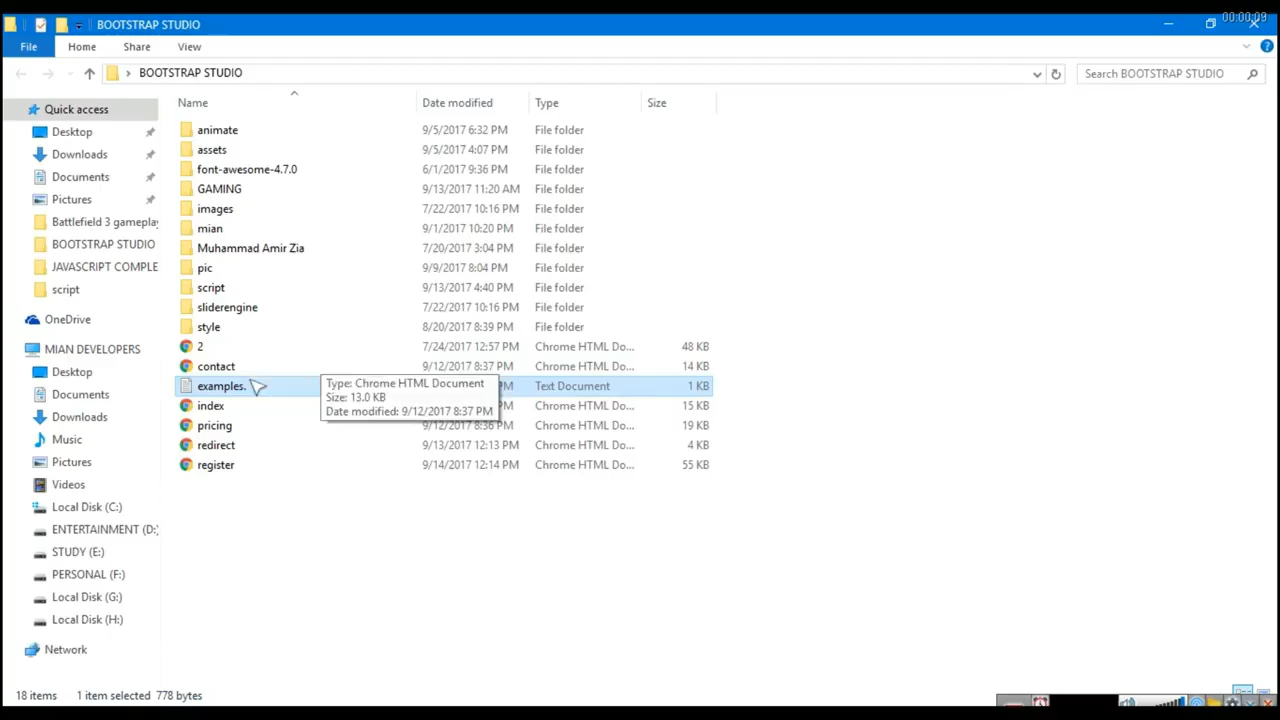 BOOTSTRAP STUDIO
00:00:09
File Home Share View
BOOTSTRAP STUDIO
Search BOOTSTRAP STUDIO
Quick access
Desktop
Downloads
Documents
Pictures
Battlefield 3 gameplay
BOOTSTRAP STUDIO
JAVASCRIPT COMPLE
script
OneDrive
MIAN DEVELOPERS
Desktop
Documents
Downloads
Music
Pictures
Videos
Local Disk (C:)
ENTERTAINMENT (D:)
STUDY (E:)
PERSONAL (F:)
Local Disk (G:)
Local Disk (H:)
Network
Name Date modified Type Size
animate 9/5/2017 6:32 PM File folder
assets 9/5/2017 4:07 PM File folder
font-awesome-4.7.0 6/1/2017 9:36 PM File folder
GAMING 9/13/2017 11:20 AM File folder
images 7/22/2017 10:16 PM File folder
mian 9/1/2017 10:20 PM File folder
Muhammad Amir Zia 7/20/2017 3:04 PM File folder
pic 9/9/2017 8:04 PM File folder
script 9/13/2017 4:40 PM File folder
sliderengine 7/22/2017 10:16 PM File folder
style 8/20/2017 8:39 PM File folder
2 7/24/2017 12:57 PM Chrome HTML Do... 48 KB
contact 9/12/2017 8:37 PM Chrome HTML Do... 14 KB
examples. PM Text Document 1 KB
Type: Chrome HTML Document
Size: 13.0 KB
Date modified: 9/12/2017 8:37 PM
index Chrome HTML Do... 15 KB
pricing 9/12/2017 8:36 PM Chrome HTML Do... 19 KB
redirect 9/13/2017 12:13 PM Chrome HTML Do... 4 KB
register 9/14/2017 12:14 PM Chrome HTML Do... 55 KB
18 items 1 item selected 778 bytes